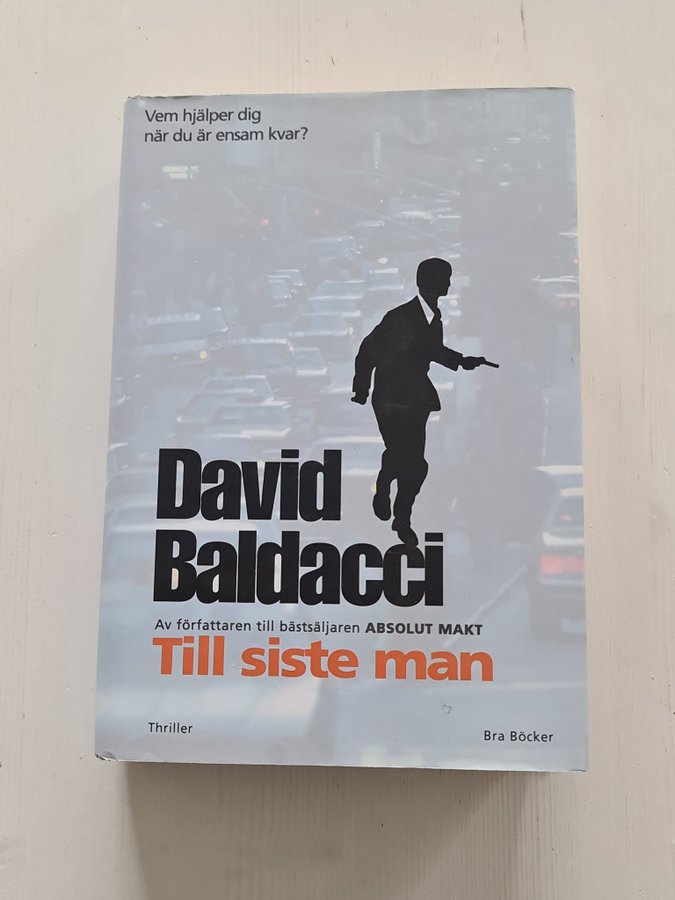 Vem hjälper dig
när du är ensam kvar?
David
Baldacci
Av författaren till bästsäljaren ABSOLUT MAKT
Till siste man
Thriller
Bra Böcker